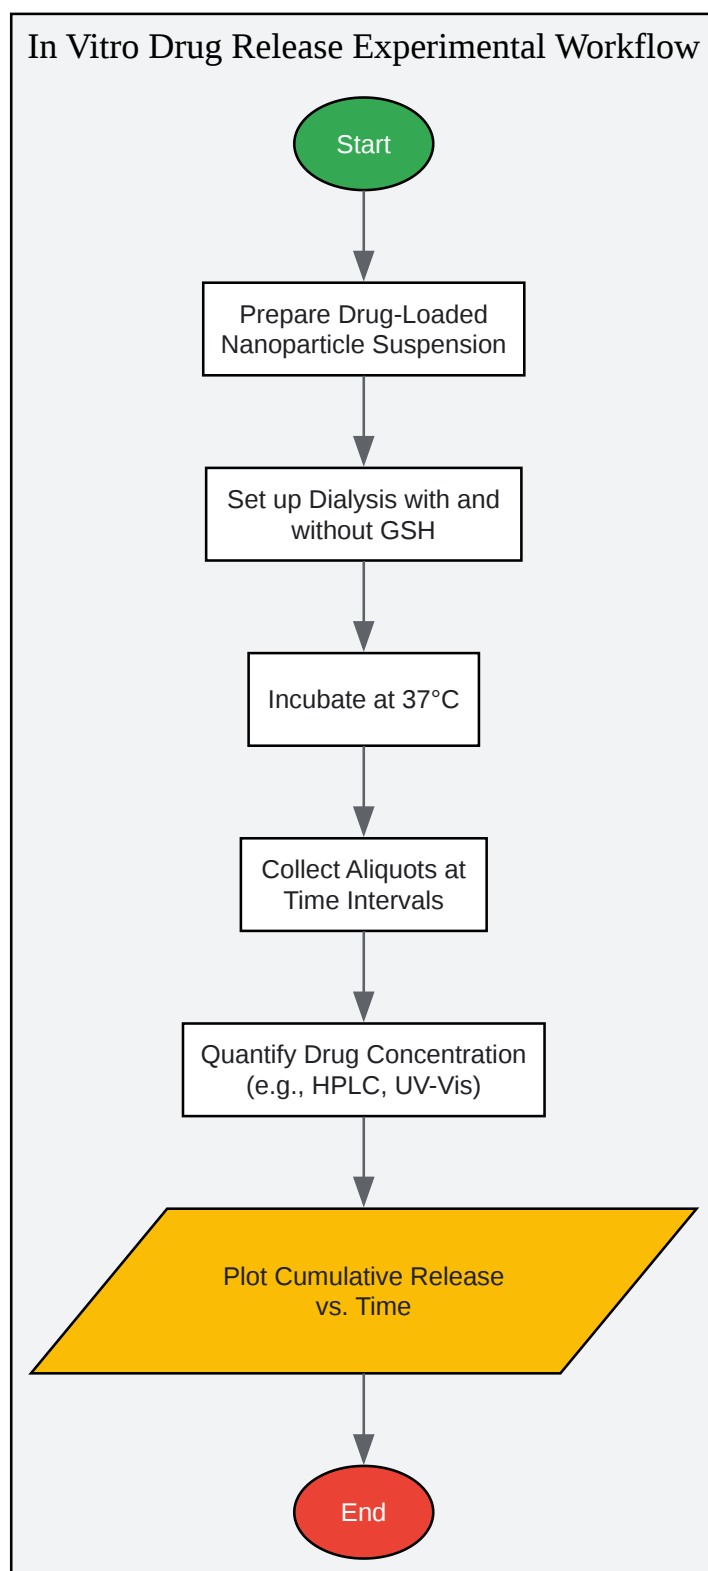 In Vitro Drug Release Experimental Workflow
Start
Prepare Drug-Loaded
Nanoparticle Suspension
Set up Dialysis with and
without GSH
Incubate at 37°C
Collect Aliquots at
Time Intervals
Quantify Drug Concentration
(e.g., HPLC, UV-Vis)
Plot Cumulative Release
vs. Time
End